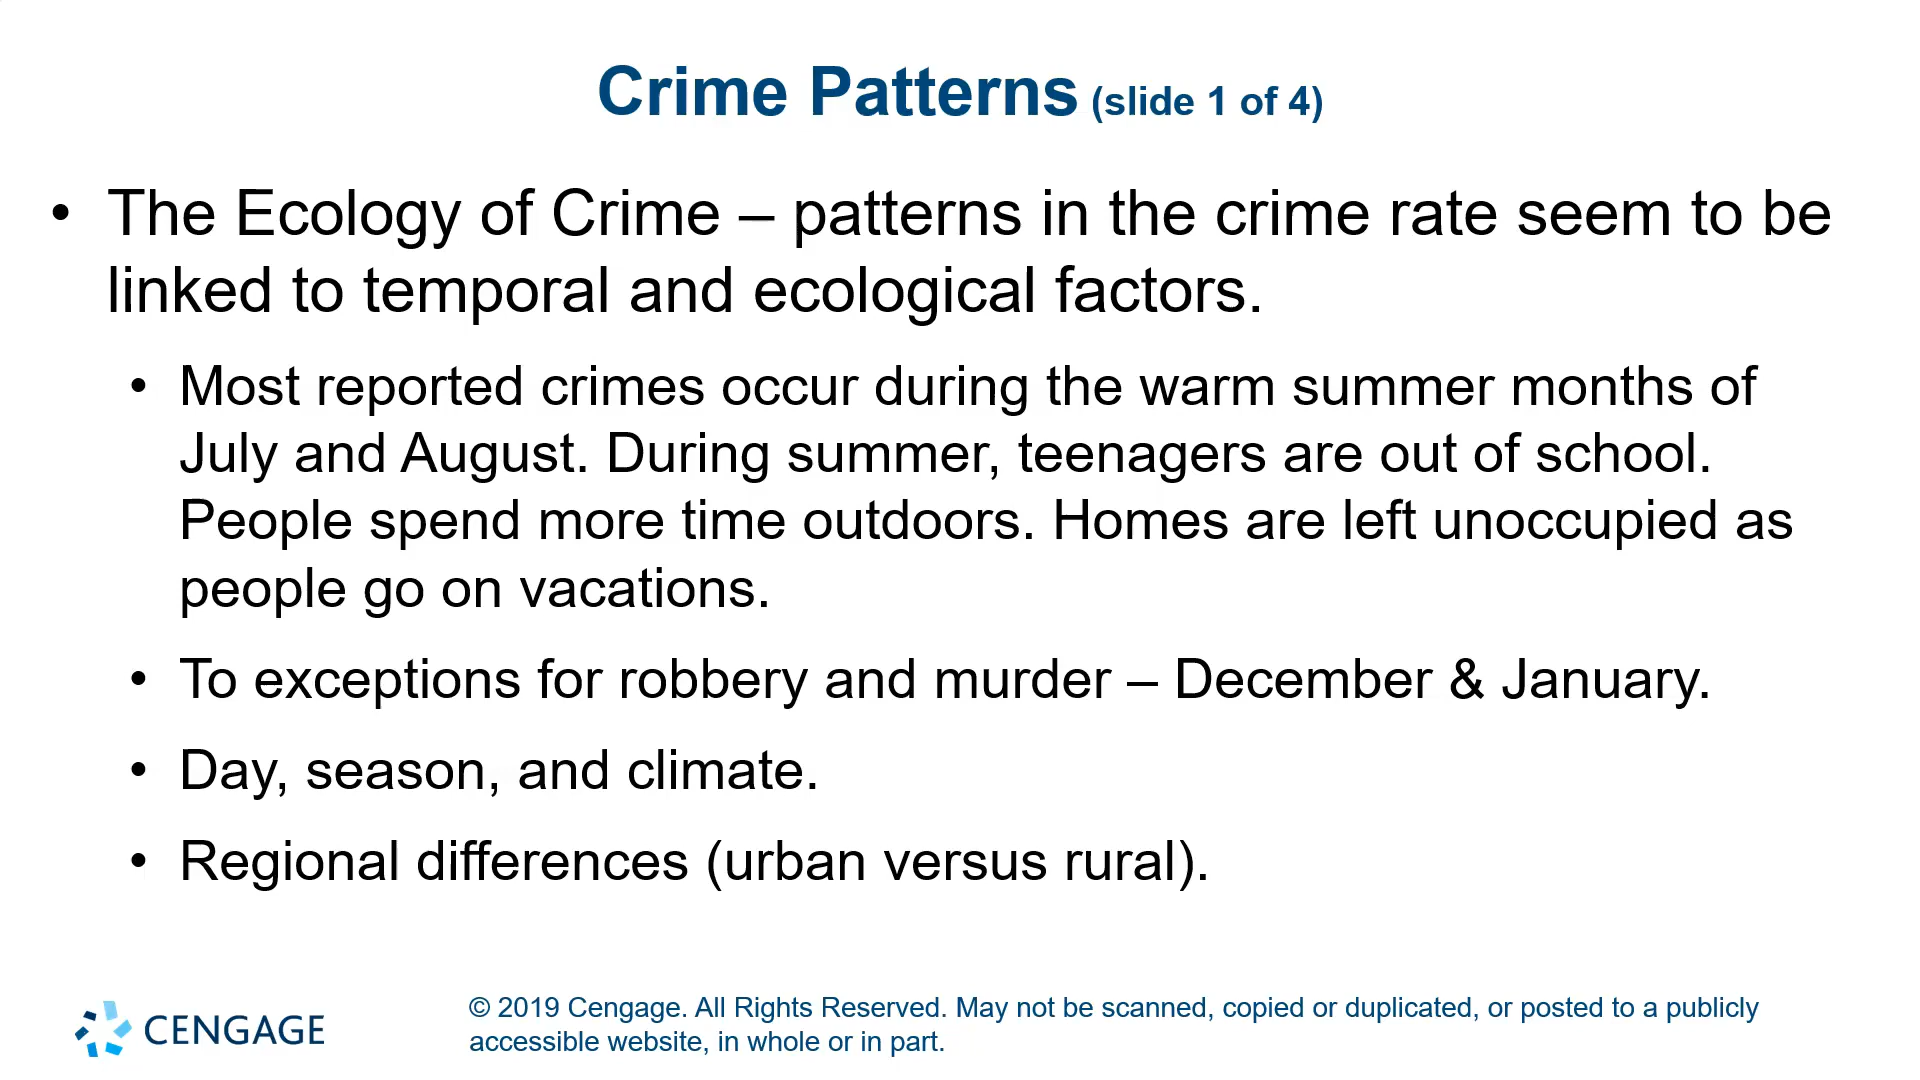 Crime Patterns (slide 1 of 4)
• The Ecology of Crime – patterns in the crime rate seem to be
linked to temporal and ecological factors.
• Most reported crimes occur during the warm summer months of
July and August. During summer, teenagers are out of school.
People spend more time outdoors. Homes are left unoccupied as
people go on vacations.
• To exceptions for robbery and murder – December & January.
• Day, season, and climate.
• Regional differences (urban versus rural).
CENGAGE
© 2019 Cengage. All Rights Reserved. May not be scanned, copied or duplicated, or posted to a publicly
accessible website, in whole or in part.